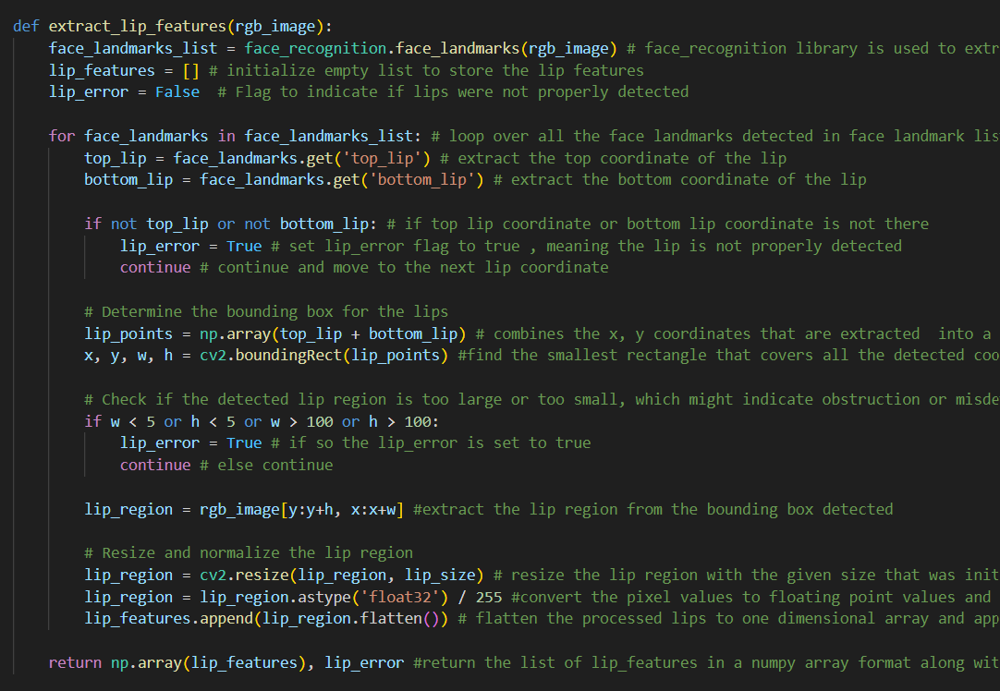 def extract_lip_features(rgb_image):
    face_landmarks_list = face_recognition.face_landmarks(rgb_image) # face_recognition library is used to extr
    lip_features = [] # initialize empty list to store the lip features
    lip_error = False  # Flag to indicate if lips were not properly detected
    for face_landmarks in face_landmarks_list: # loop over all the face landmarks detected in face landmark lis
        top_lip = face_landmarks.get('top_lip') # extract the top coordinate of the lip
        bottom_lip = face_landmarks.get('bottom_lip') # extract the bottom coordinate of the lip
        if not top_lip or not bottom_lip: # if top lip coordinate or bottom lip coordinate is not there
            lip_error = True # set lip_error flag to true , meaning the lip is not properly detected
            continue # continue and move to the next lip coordinate
        # Determine the bounding box for the lips
        lip_points = np.array(top_lip + bottom_lip) # combines the x, y coordinates that are extracted  into a
        x, y, w, h = cv2.boundingRect(lip_points) #find the smallest rectangle that covers all the detected coo
        # Check if the detected lip region is too large or too small, which might indicate obstruction or misde
        if w < 5 or h < 5 or w > 100 or h > 100:
            lip_error = True # if so the lip_error is set to true
            continue # else continue
        lip_region = rgb_image[y:y+h, x:x+w] #extract the lip region from the bounding box detected
        # Resize and normalize the lip region
        lip_region = cv2.resize(lip_region, lip_size) # resize the lip region with the given size that was init
        lip_region = lip_region.astype('float32') / 255 #convert the pixel values to floating point values and
        lip_features.append(lip_region.flatten()) # flatten the processed lips to one dimensional array and app
    return np.array(lip_features), lip_error #return the list of lip_features in a numpy array format along wit